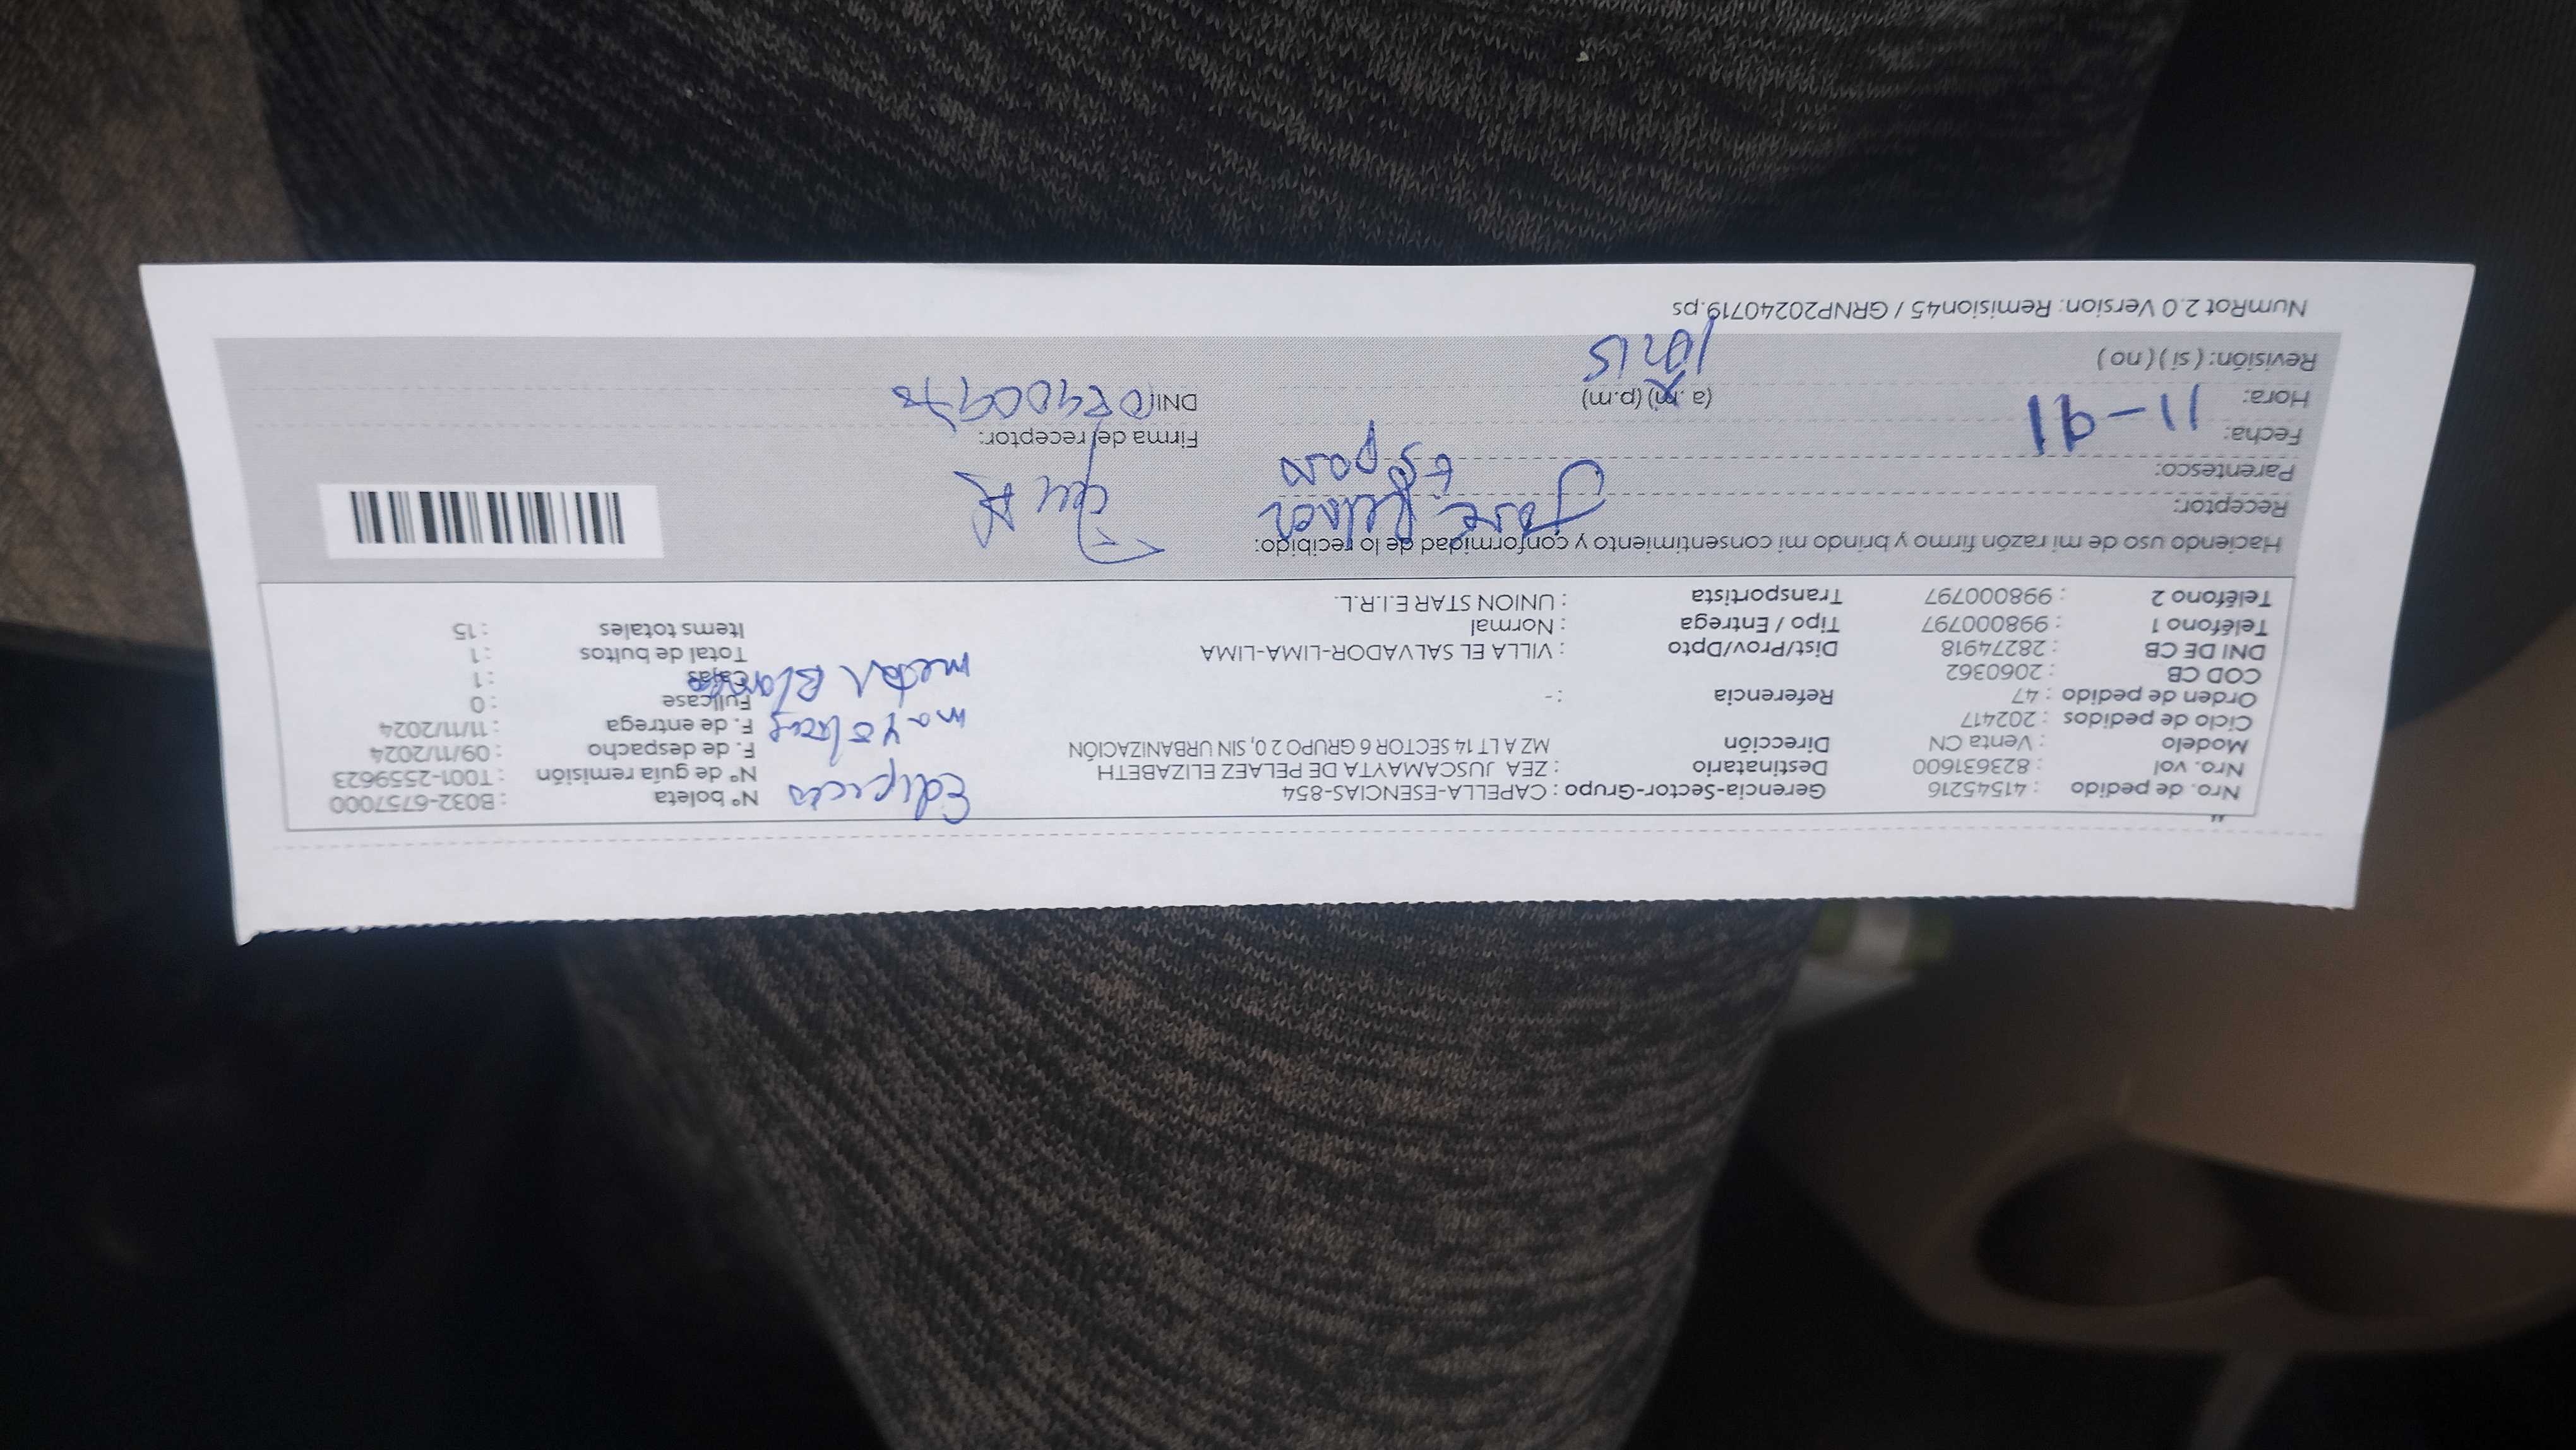 Nro. de pedido : 41545216 Gerencia-Sector-Grupo : CAPELLA-ESENCIAS-854 Nº boleta : B032-6757000
Nro. vol : 823631600 Destinatario : ZEA JUSCAMAYTA DE PELAEZ ELIZABETH Nº de guía remisión : T001-2559623
Modelo : Venta CN Dirección MZ A LT 14 SECTOR 6 GRUPO 2 0, SIN URBANIZACIÓN F. de despacho : 09/11/2024
Ciclo de pedidos : 202417 F. de entrega : 11/11/2024
Orden de pedido : 47 Referencia : - Fullcase : 0
COD CB : 2060362 Cajas : 1
DNI DE CB : 28274918 Dist/Prov/Dpto : VILLA EL SALVADOR-LIMA-LIMA Total de bultos : 1
Teléfono 1 : 998000797 Tipo / Entrega : Normal Items totales : 15
Teléfono 2 : 998000797 Transportista : UNION STAR E.I.R.L.
Edificio
mayolicas
metal Blanco
Haciendo uso de mi razón firmo y brindo mi consentimiento y conformidad de lo recibido:
Receptor: Jose Pelaez
Parentesco: Esposo
Fecha: 11-11 Firma del receptor:
Hora: (a. m) (p.m) DNI
10:15
Revisión: ( si ) ( no )
NumRot 2.0 Version: Remision45 / GRNP20240719.ps